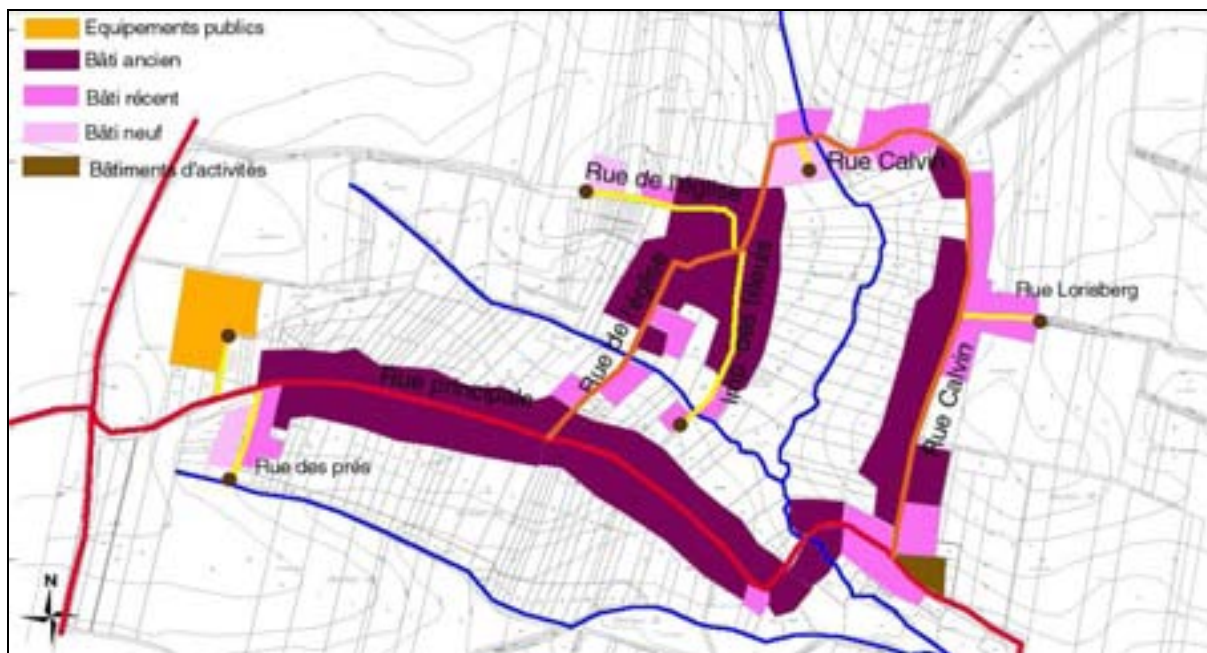 Equipements publics
Bâti ancien
Bâti récent
Bâti neuf
Bâtiments d'activités
Rue Calvin
Rue de l'église
Rue Lorisberg
Rue de l'église
Rue principale
Rue Calvin
Rue des prés
N